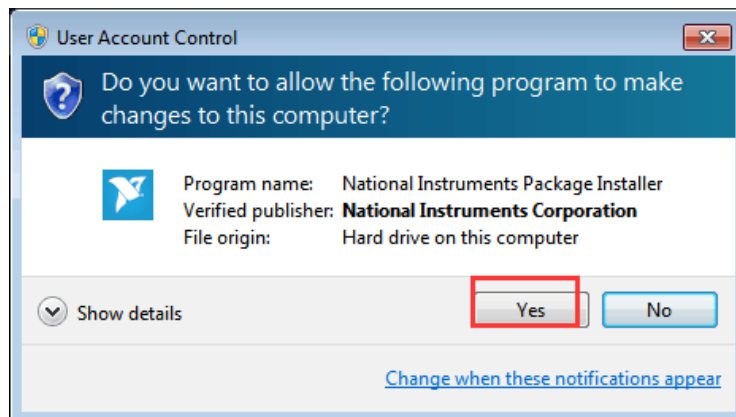 User Account Control
Do you want to allow the following program to make
changes to this computer?
Program name: National Instruments Package Installer
Verified publisher: National Instruments Corporation
File origin: Hard drive on this computer
Show details Yes No
Change when these notifications appear